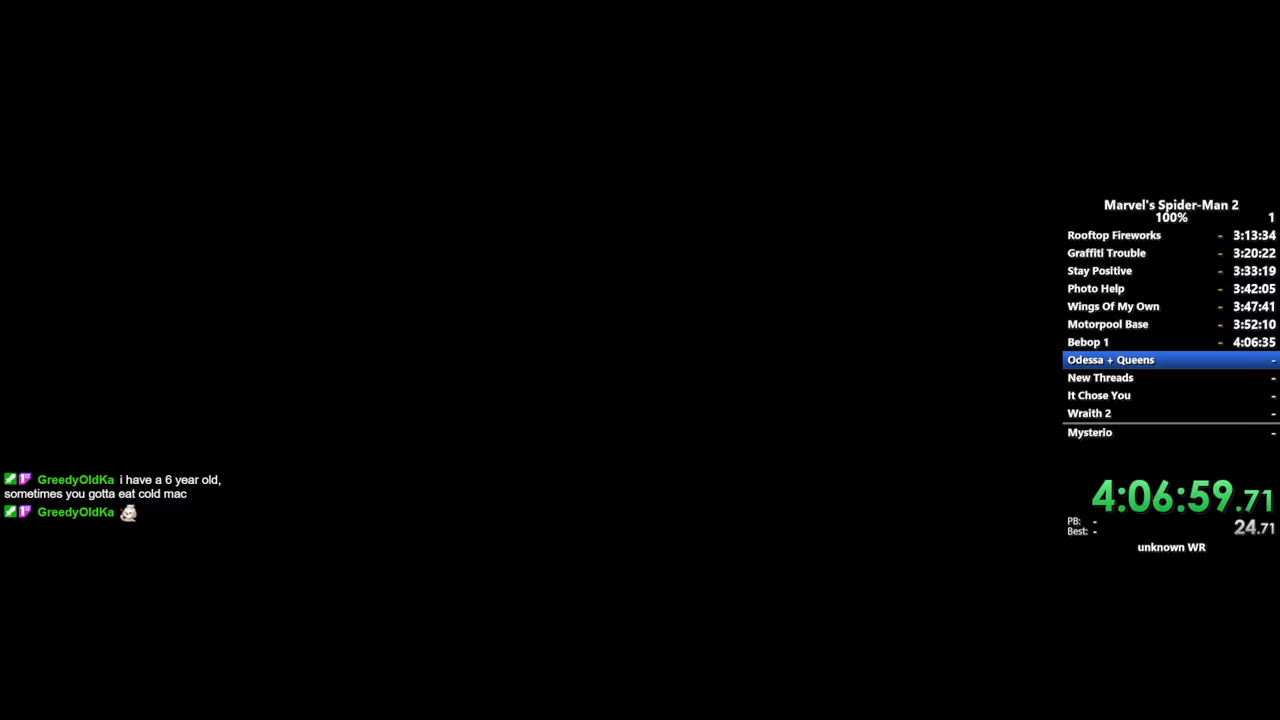 Marvel's Spider-Man 2
100% 1
Rooftop Fireworks - 3:13:34
Graffiti Trouble - 3:20:22
Stay Positive - 3:33:19
Photo Help - 3:42:05
Wings Of My Own - 3:47:41
Motorpool Base - 3:52:10
Bebop 1 - 4:06:35
Odessa + Queens -
New Threads -
It Chose You -
Wraith 2 -
Mysterio -
GreedyOldKa i have a 6 year old,
sometimes you gotta eat cold mac
GreedyOldKa
4:06:59.71
PB: -
Best: - 24.71
unknown WR